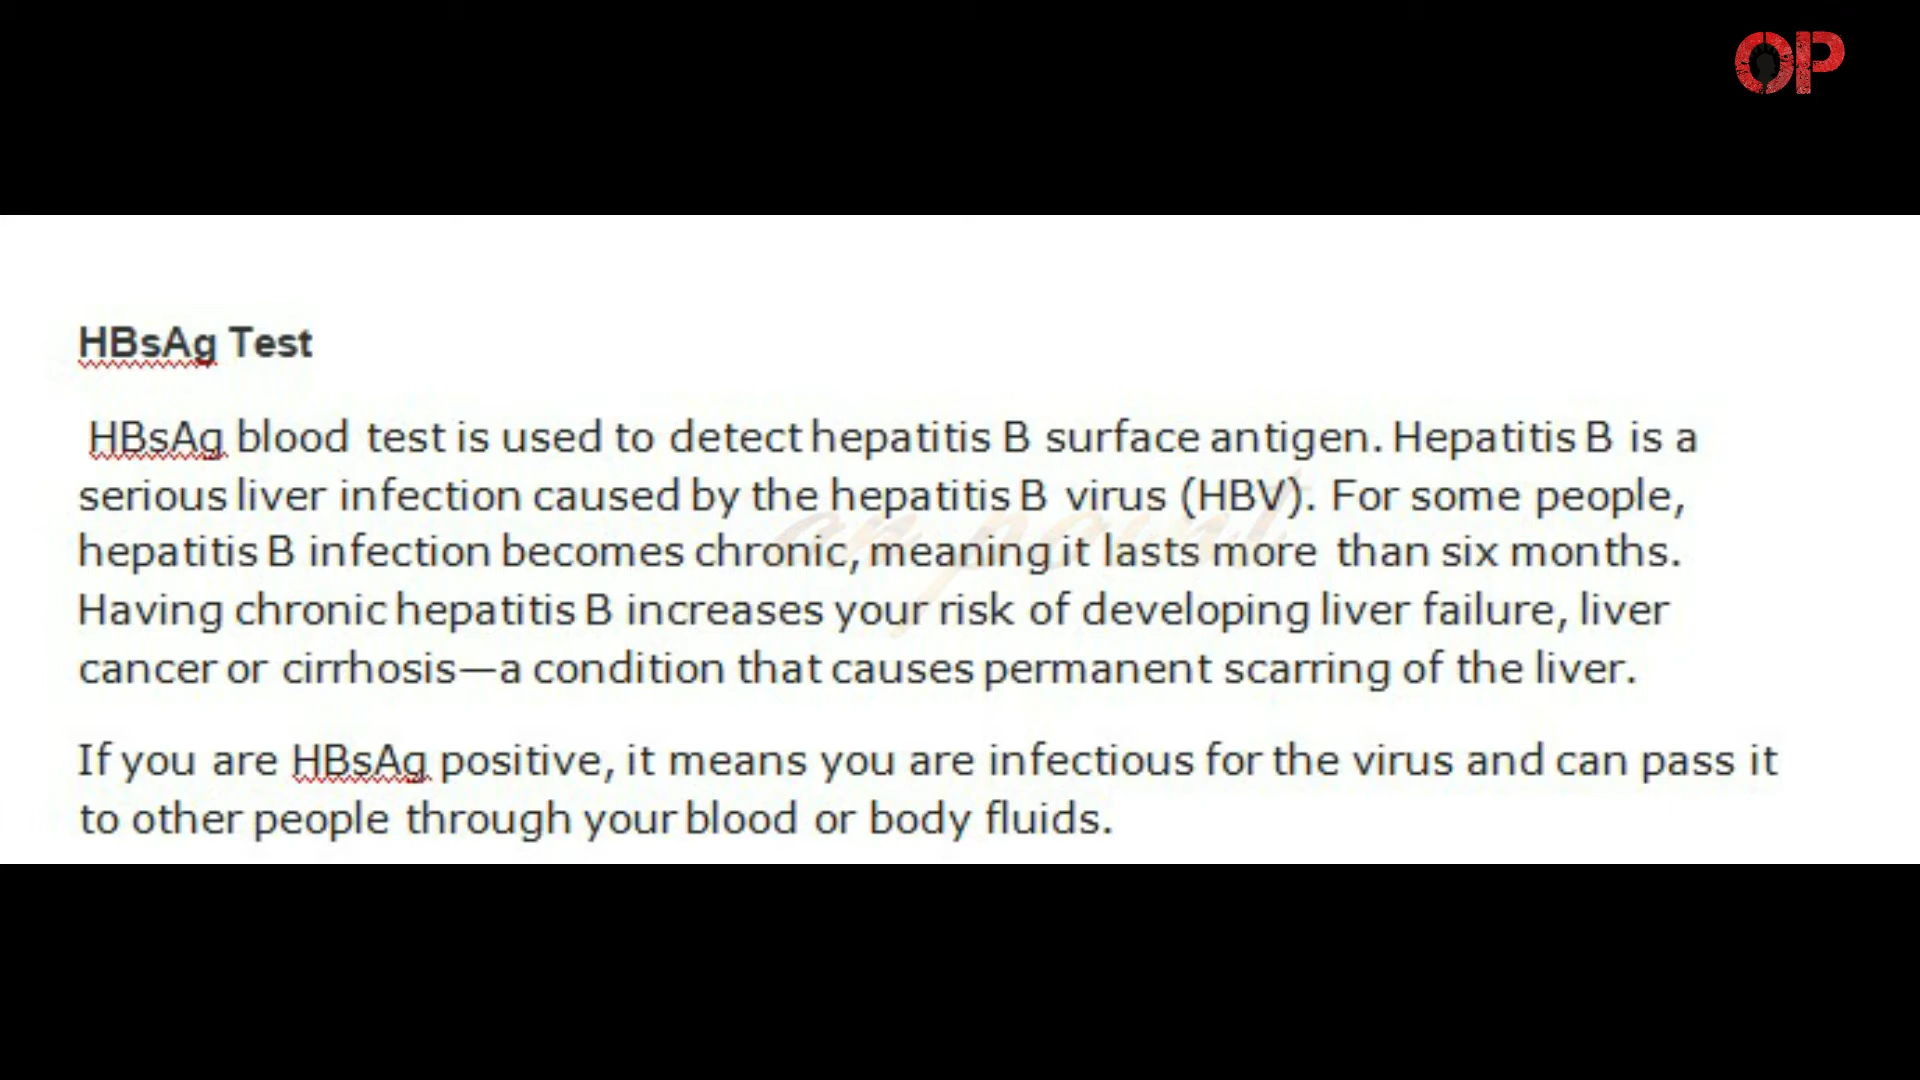 OP
HBsAg Test
HBsAg blood test is used to detect hepatitis B surface antigen. Hepatitis B is a
serious liver infection caused by the hepatitis B virus (HBV). For some people,
hepatitis B infection becomes chronic, meaning it lasts more than six months.
Having chronic hepatitis B increases your risk of developing liver failure, liver
cancer or cirrhosis—a condition that causes permanent scarring of the liver.
on point
If you are HBsAg positive, it means you are infectious for the virus and can pass it
to other people through your blood or body fluids.